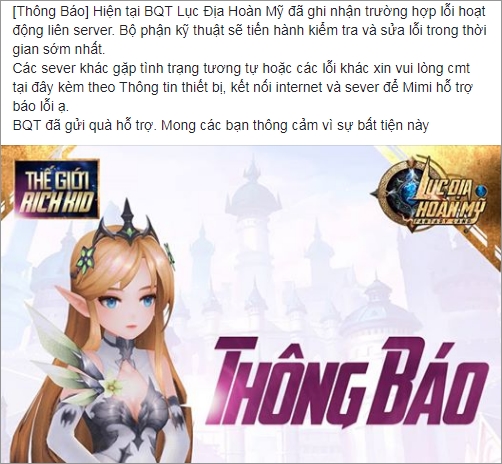 [Thông Báo] Hiện tại BQT Lục Địa Hoàn Mỹ đã ghi nhận trường hợp lỗi hoạt
động liên server. Bộ phận kỹ thuật sẽ tiến hành kiểm tra và sửa lỗi trong thời
gian sớm nhất.
Các sever khác gặp tình trạng tương tự hoặc các lỗi khác xin vui lòng cmt
tại đây kèm theo Thông tin thiết bị, kết nối internet và sever để Mimi hỗ trợ
báo lỗi ạ.
BQT đã gửi quà hỗ trợ. Mong các bạn thông cảm vì sự bất tiện này
THẾ GIỚI
RICH KID
LỤC ĐỊA
HOÀN MỸ
FANTASY LAND
THÔNG BÁO